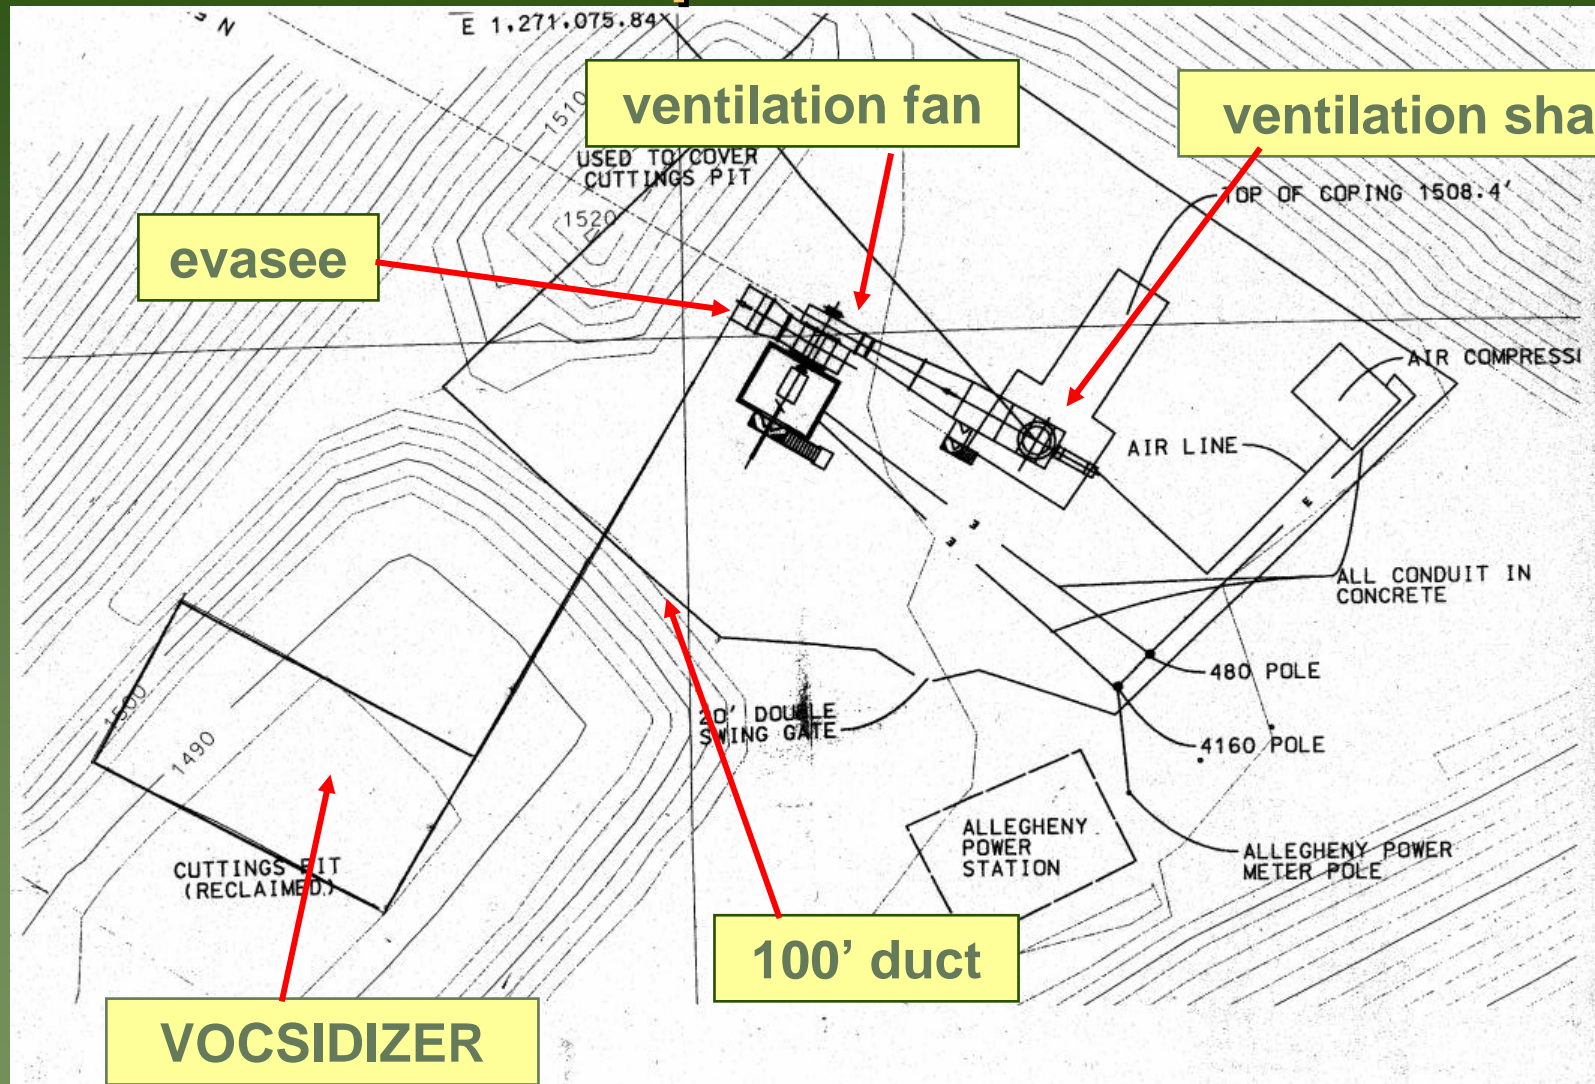 E 1,271,075.84
N
ventilation fan
ventilation sha
1510
USED TO COVER
CUTTINGS PIT
TOP OF COPING 1508.4'
1520
evasee
AIR COMPRESS
AIR LINE
E
E
E
ALL CONDUIT IN
CONCRETE
480 POLE
1500
1490
20' DOUBLE
SWING GATE
4160 POLE
ALLEGHENY
POWER
STATION
ALLEGHENY POWER
METER POLE
CUTTINGS PIT
(RECLAIMED.)
100’ duct
VOCSIDIZER